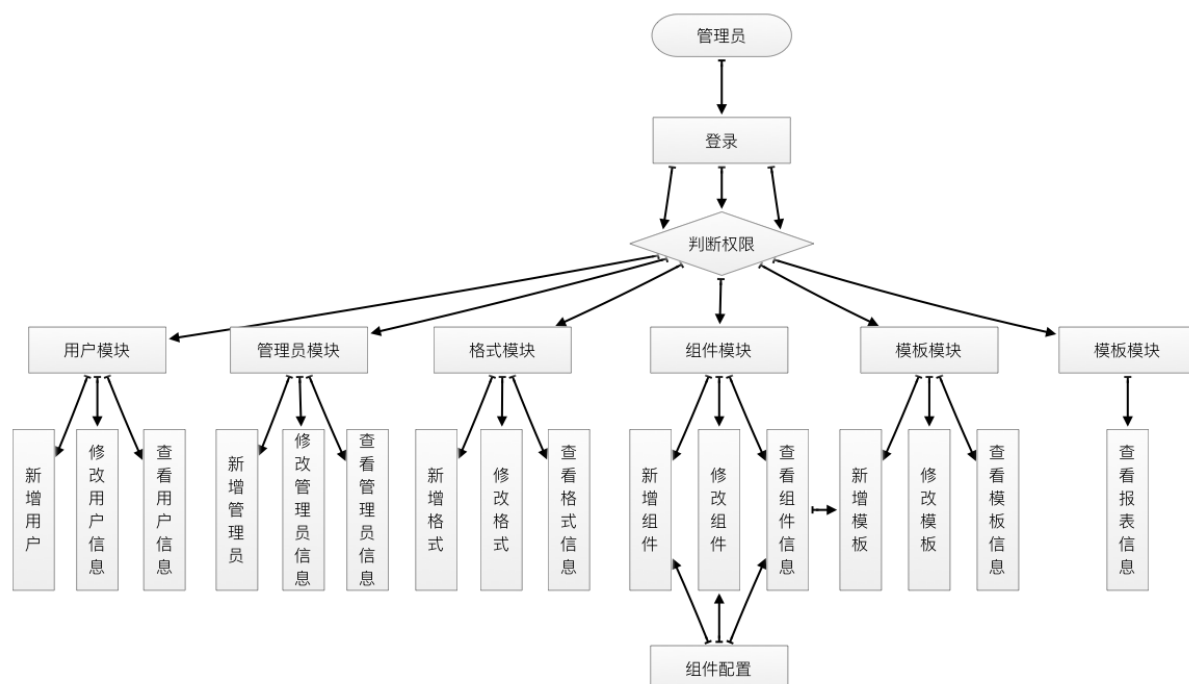 管理员
登录
判断权限
用户模块
管理员模块
格式模块
组件模块
模板模块
模板模块
新增用户
修改用户信息
查看用户信息
新增管理员
修改管理员信息
查看管理员信息
新增格式
修改格式
查看格式信息
新增组件
修改组件
查看组件信息
新增模板
修改模板
查看模板信息
查看报表信息
组件配置